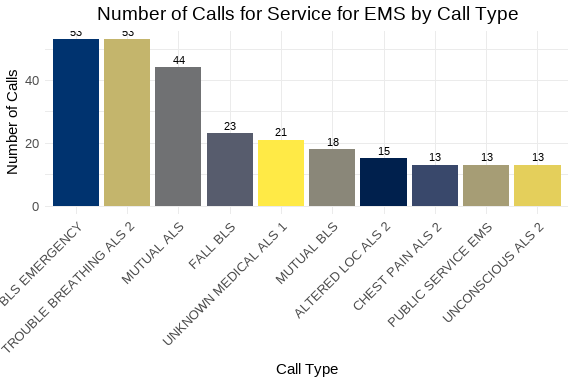 Number of Calls for Service for EMS by Call Type
Number of Calls
53
53
44
23
21
18
15
13
13
13
40
20
0
BLS EMERGENCY
TROUBLE BREATHING ALS 2
MUTUAL ALS
FALL BLS
UNKNOWN MEDICAL ALS 1
MUTUAL BLS
ALTERED LOC ALS 2
CHEST PAIN ALS 2
PUBLIC SERVICE EMS
UNCONSCIOUS ALS 2
Call Type